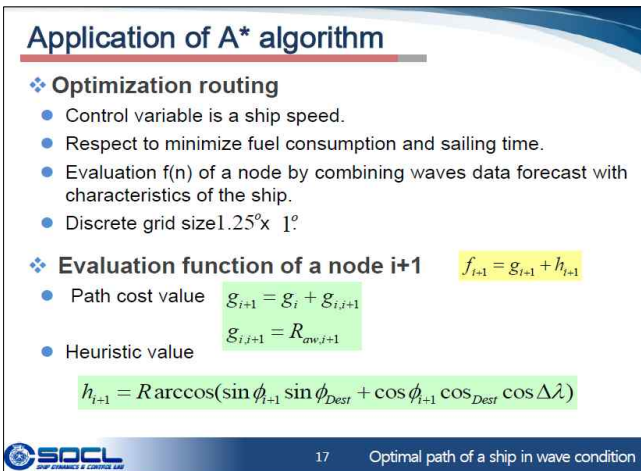 Application of A* algorithm
❖ Optimization routing
● Control variable is a ship speed.
● Respect to minimize fuel consumption and sailing time.
● Evaluation f(n) of a node by combining waves data forecast with
characteristics of the ship.
● Discrete grid size1.25°x 1°.
❖ Evaluation function of a node i+1 f_{i+1} = g_{i+1} + h_{i+1}
● Path cost value g_{i+1} = g_i + g_{i,i+1}
g_{i,i+1} = R_{aw,i+1}
● Heuristic value
h_{i+1} = R arccos(sin ϕ_{i+1} sin ϕ_{Dest} + cos ϕ_{i+1} cos_{Dest} cos Δλ)
SDCL
SHIP DYNAMICS & CONTROL LAB
17 Optimal path of a ship in wave condition